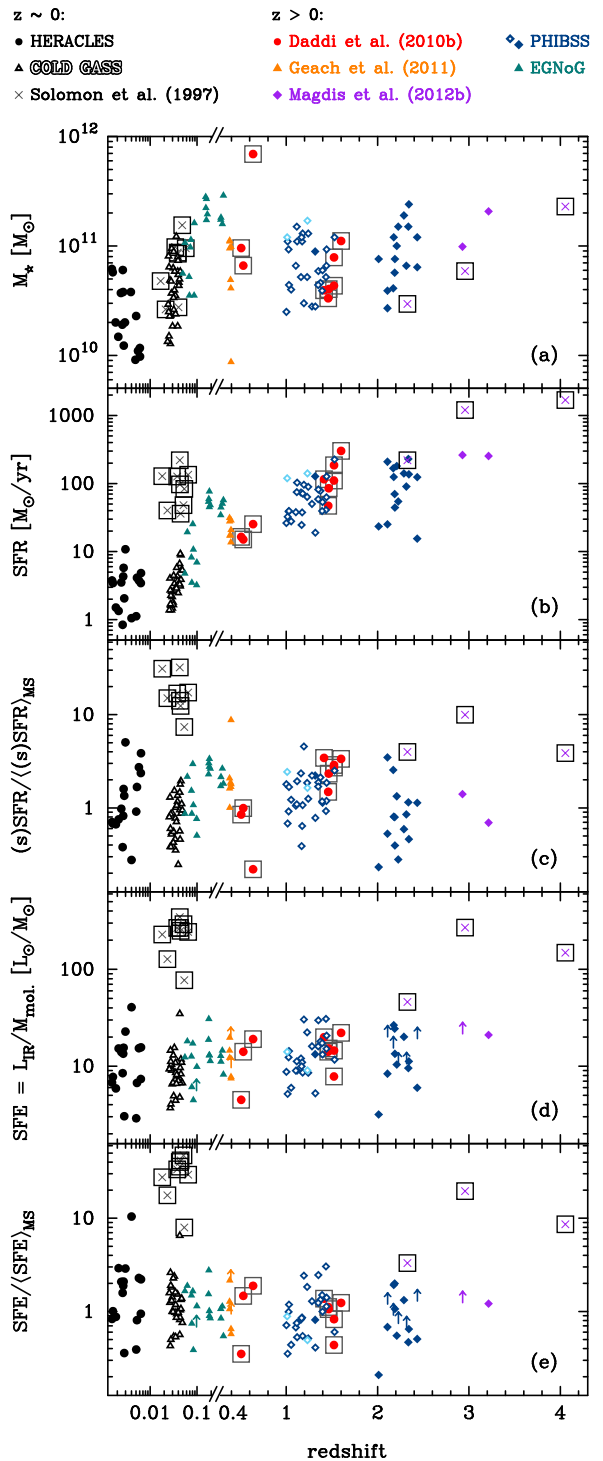 z ~ 0: z > 0:
HERACLES Daddi et al. (2010b) PHIBSS
COLD GASS Geach et al. (2011) EGNoG
Solomon et al. (1997) Magdis et al. (2012b)
10¹²
M⋆ [M⊙]
10¹¹
10¹⁰
(a)
1000
SFR [M⊙/yr]
100
10
1
(b)
(s)SFR/⟨(s)SFR⟩MS
10
1
(c)
SFE = LIR/Mmol. [L⊙/M⊙]
100
10
(d)
SFE/⟨SFE⟩MS
10
1
(e)
0.01 0.1 0.4 1 2 3 4
redshift